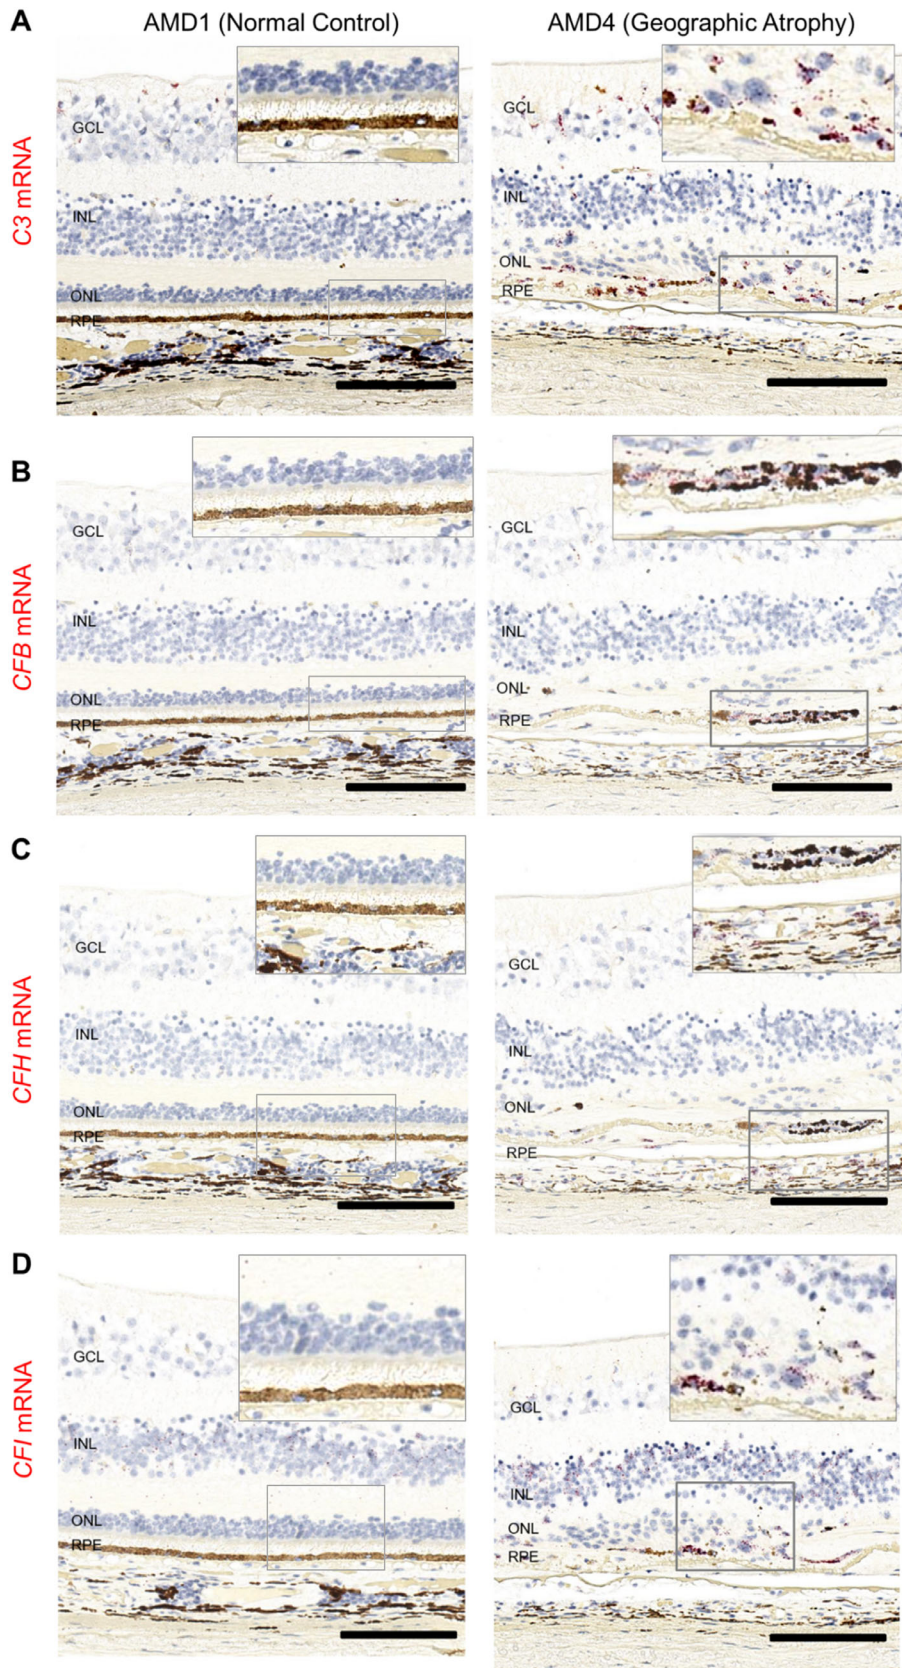 A
AMD1 (Normal Control)
AMD4 (Geographic Atrophy)
C3 mRNA
GCL
INL
ONL
RPE
GCL
INL
ONL
RPE
B
CFB mRNA
GCL
INL
ONL
RPE
GCL
INL
ONL
RPE
C
CFH mRNA
GCL
INL
ONL
RPE
GCL
INL
ONL
RPE
D
CFI mRNA
GCL
INL
ONL
RPE
GCL
INL
ONL
RPE